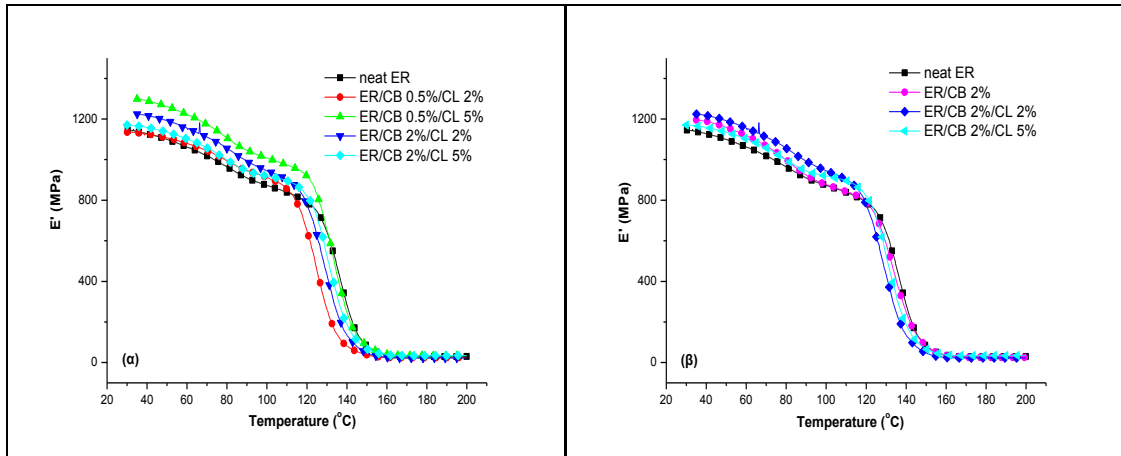 neat ER
ER/CB 0.5%/CL 2%
ER/CB 0.5%/CL 5%
ER/CB 2%/CL 2%
ER/CB 2%/CL 5%
1200
800
400
0
E' (MPa)
(α)
20 40 60 80 100 120 140 160 180 200
Temperature (°C)
neat ER
ER/CB 2%
ER/CB 2%/CL 2%
ER/CB 2%/CL 5%
1200
800
400
0
E' (MPa)
(β)
20 40 60 80 100 120 140 160 180 200
Temperature (°C)